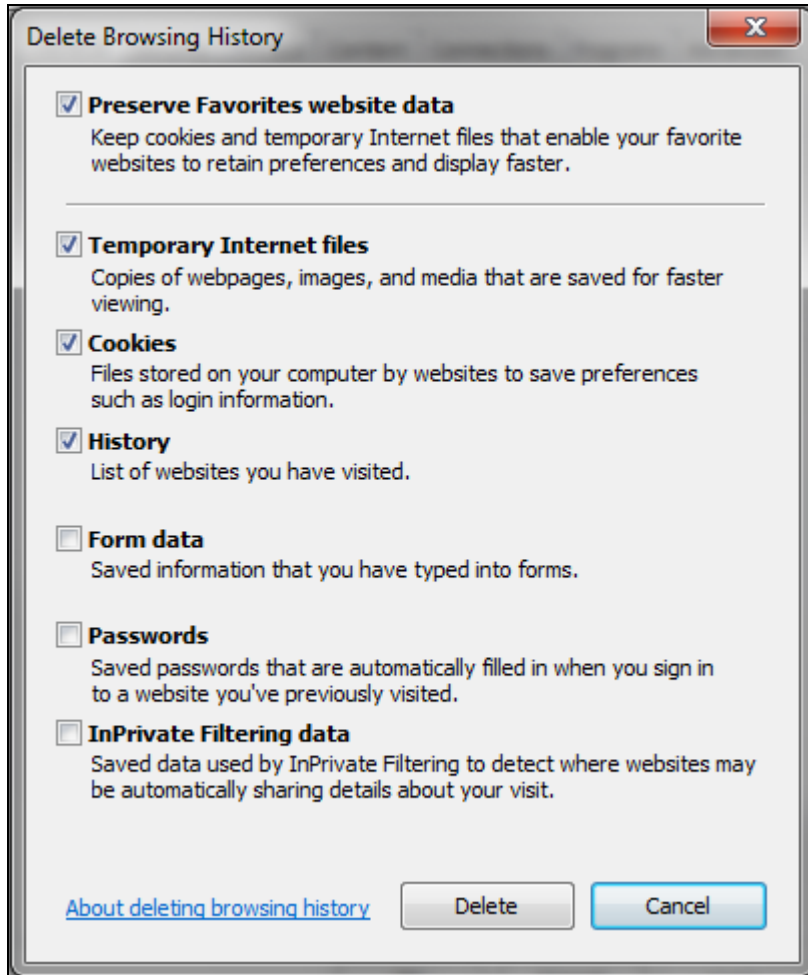 Delete Browsing History
Preserve Favorites website data
Keep cookies and temporary Internet files that enable your favorite
websites to retain preferences and display faster.
Temporary Internet files
Copies of webpages, images, and media that are saved for faster
viewing.
Cookies
Files stored on your computer by websites to save preferences
such as login information.
History
List of websites you have visited.
Form data
Saved information that you have typed into forms.
Passwords
Saved passwords that are automatically filled in when you sign in
to a website you've previously visited.
InPrivate Filtering data
Saved data used by InPrivate Filtering to detect where websites may
be automatically sharing details about your visit.
About deleting browsing history Delete Cancel